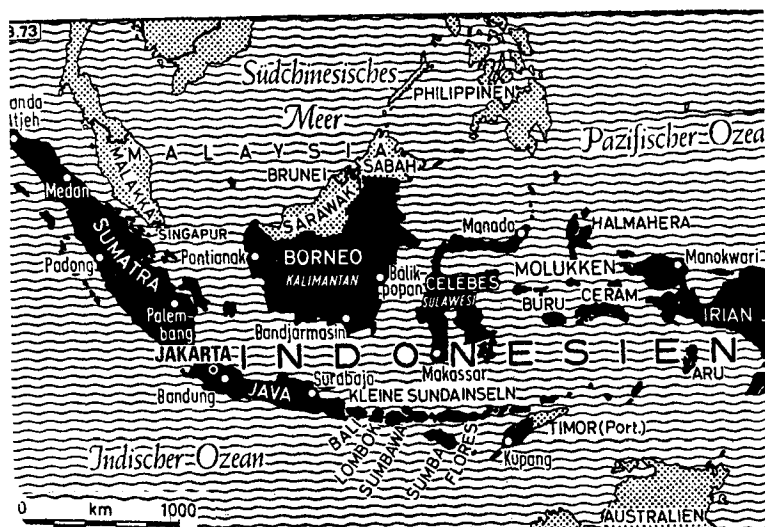 3.73
Südchinesisches
Meer
PHILIPPINEN
Pazifischer-Ozea
anda
Atjeh
MALAYSIA
MALAKKA
BRUNEI
SABAH
SARAWAK
Medan
SINGAPUR
Manado
HALMAHERA
SUMATRA
Padang
Pontianak
BORNEO
KALIMANTAN
Balik-
papan
CELEBES
SULAWESI
MOLUKKEN
Manokwari
BURU
CERAM
IRIAN
Palem-
bang
Bandjarmasin
INDONESIEN
JAKARTA
Makassar
ARU
Bandung
JAVA
Surabaja
KLEINE SUNDAINSELN
BALI
LOMBOK
SUMBAWA
SUMBA
FLORES
TIMOR (Port.)
Kupang
Indischer-Ozean
0 km 1000
AUSTRALIEN